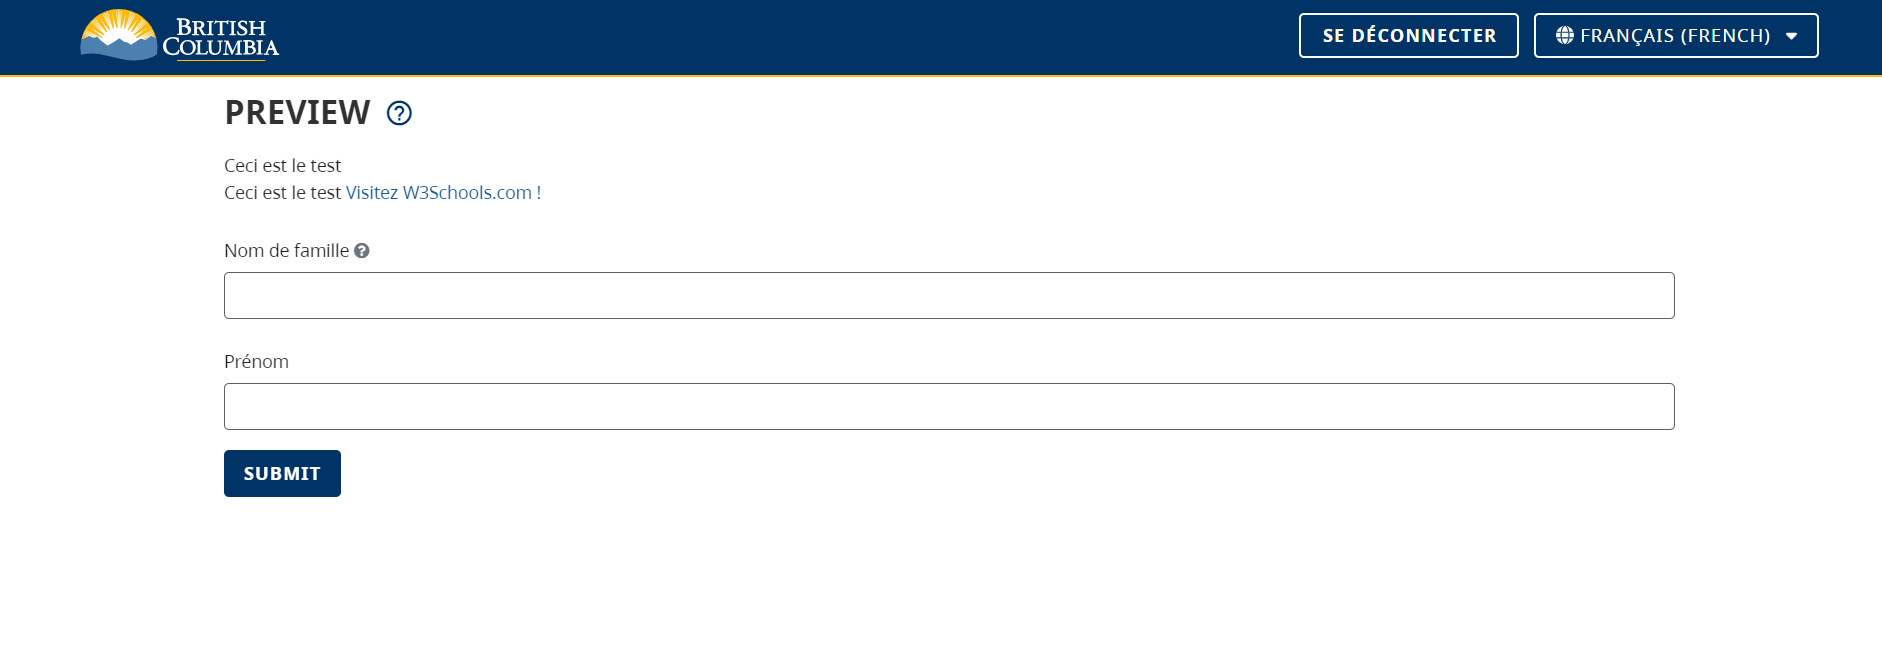 BRITISH
COLUMBIA
SE DÉCONNECTER
FRANÇAIS (FRENCH)
PREVIEW
Ceci est le test
Ceci est le test Visitez W3Schools.com !
Nom de famille
Prénom
SUBMIT